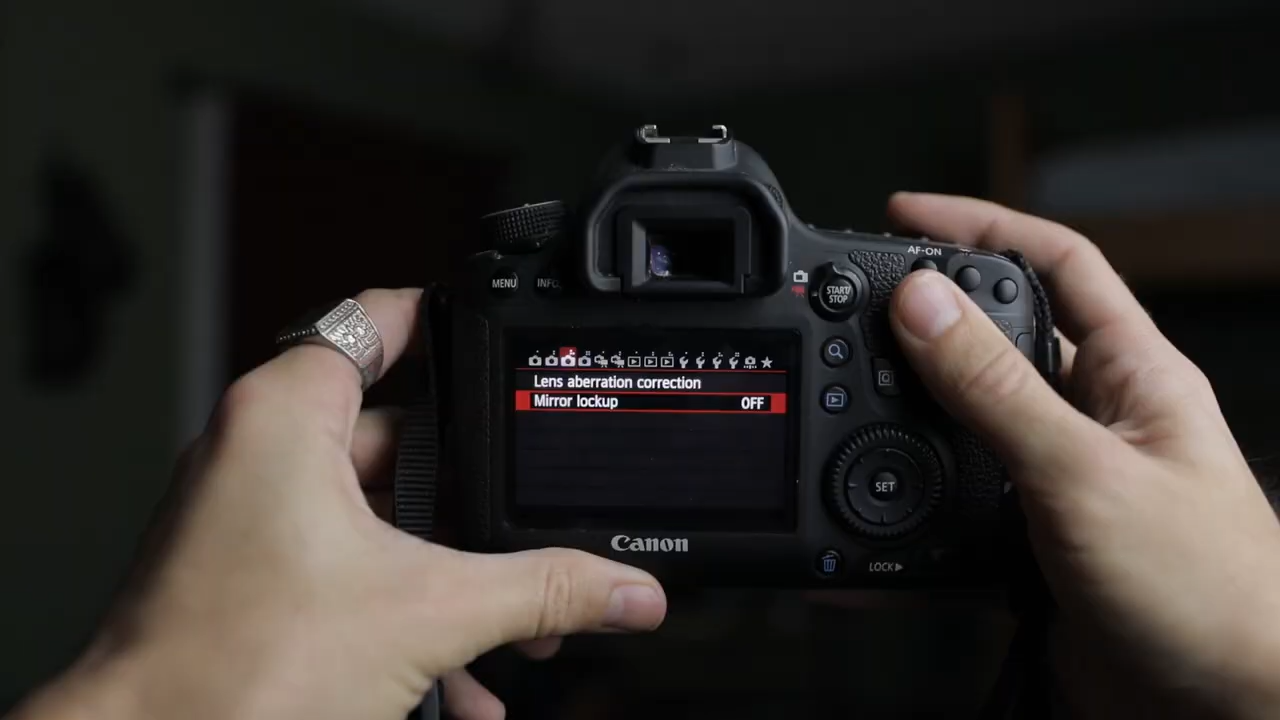 AF-ON
MENU
INFO.
START/
STOP
Lens aberration correction
Mirror lockup OFF
Q
SET
Canon
LOCK